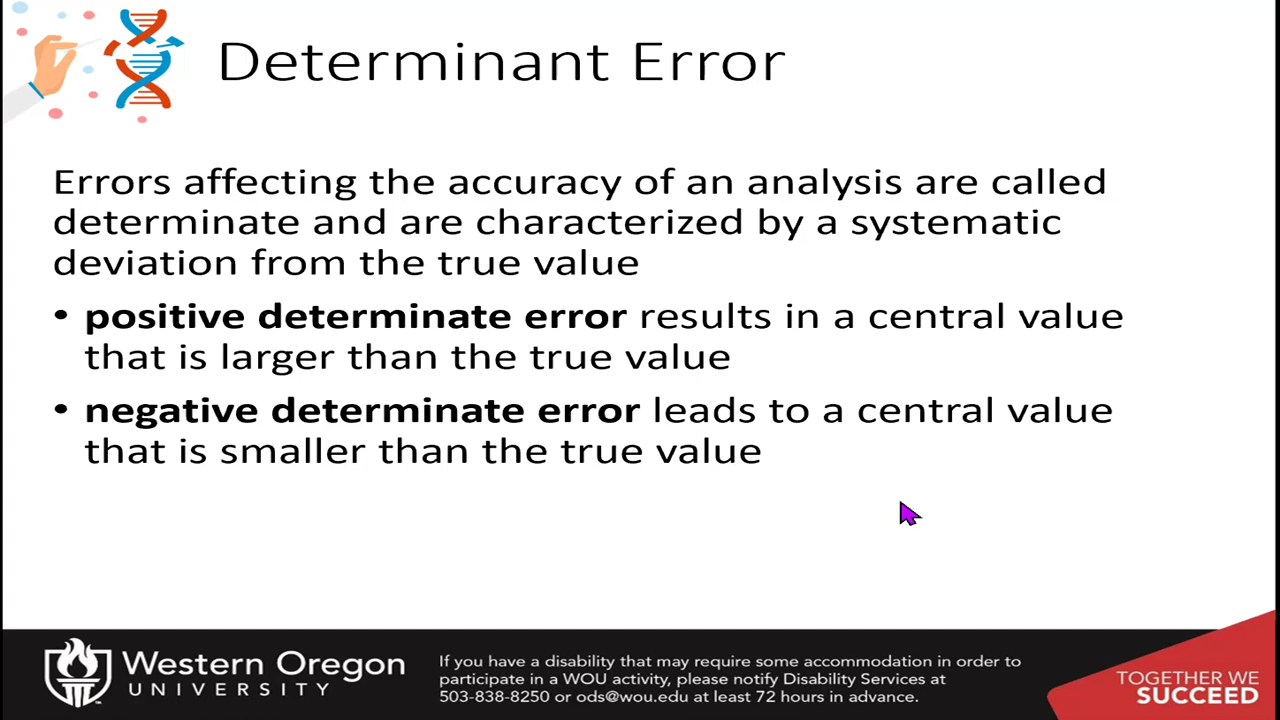 Determinant Error
Errors affecting the accuracy of an analysis are called
determinate and are characterized by a systematic
deviation from the true value
• positive determinate error results in a central value
that is larger than the true value
• negative determinate error leads to a central value
that is smaller than the true value
Western Oregon
UNIVERSITY
If you have a disability that may require some accommodation in order to
participate in a WOU activity, please notify Disability Services at
503-838-8250 or ods@wou.edu at least 72 hours in advance.
TOGETHER WE
SUCCEED